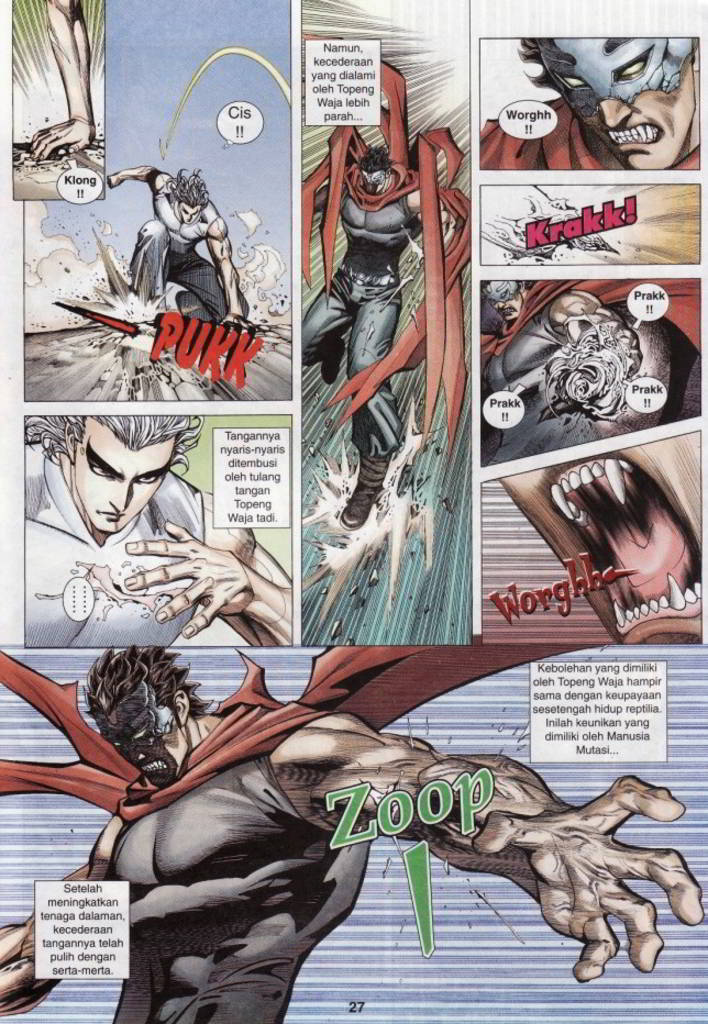 Klong
!!
Cis
!!
PUKK
Tangannya
nyaris-nyaris
ditembusi
oleh tulang
tangan
Topeng
Waja tadi.
......
Namun,
kecederaan
yang dialami
oleh Topeng
Waja lebih
parah...
Worghh
!!
Krakk!
Prakk
!!
Prakk
!!
Prakk
!!
Worghh
Kebolehan yang dimiliki
oleh Topeng Waja hampir
sama dengan keupayaan
sesetengah hidup reptilia.
Inilah keunikan yang
dimiliki oleh Manusia
Mutasi...
Zoop
!
Setelah
meningkatkan
tenaga dalaman,
kecederaan
tangannya telah
pulih dengan
serta-merta.
27